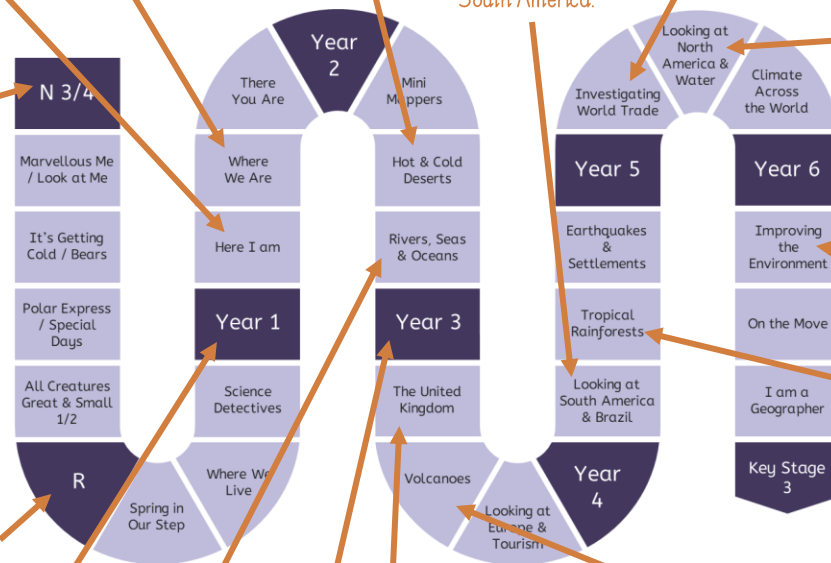 South America.
N 3/4
Marvellous Me
/ Look at Me
It's Getting
Cold / Bears
Polar Express
/ Special
Days
All Creatures
Great & Small
1/2
R
Spring in
Our Step
Where We
Live
Science
Detectives
Year 1
Here I am
Where
We Are
There
You Are
Year
2
Mini
Mappers
Hot & Cold
Deserts
Rivers, Seas
& Oceans
Year 3
The United
Kingdom
Volcanoes
Looking at
Europe &
Tourism
Year
4
Looking at
South America
& Brazil
Tropical
Rainforests
Earthquakes
&
Settlements
Year 5
Investigating
World Trade
Looking at
North
America &
Water
Climate
Across
the World
Year 6
Improving
the
Environment
On the Move
I am a
Geographer
Key Stage
3